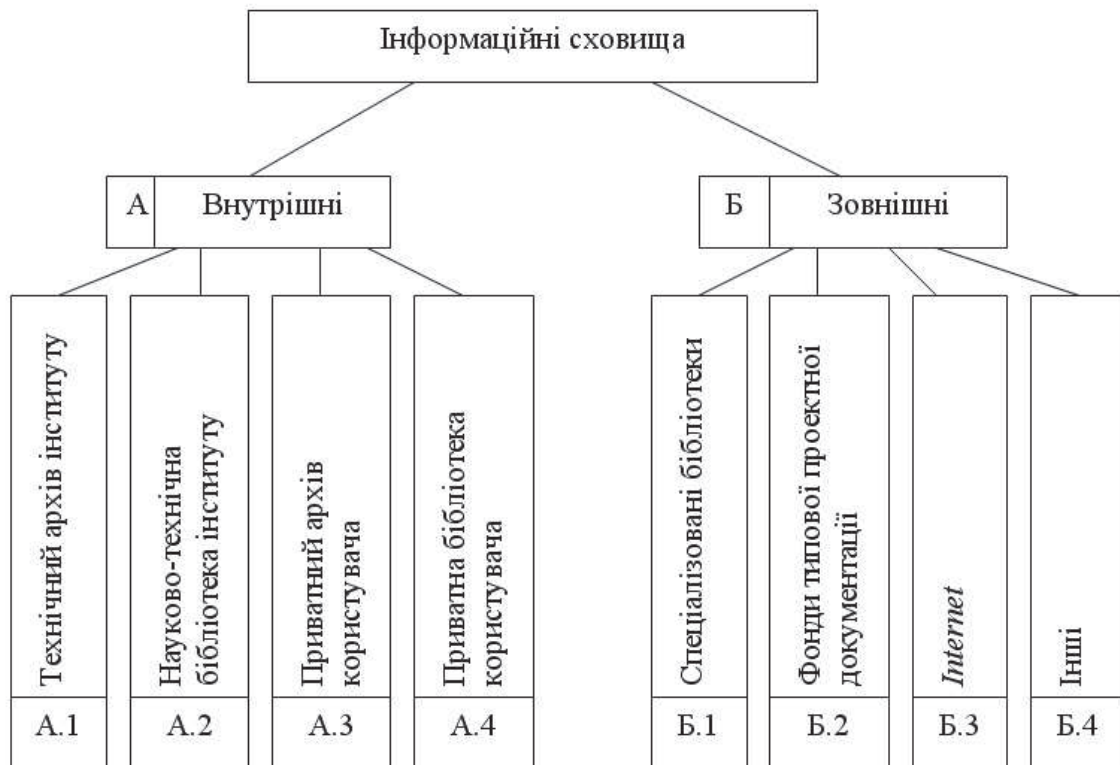 Інформаційні сховища
А
Внутрішні
Б
Зовнішні
Технічний архів інституту
Науково-технічна
бібліотека інституту
Приватний архів
користувача
Приватна бібліотека
користувача
Спеціалізовані бібліотеки
Фонди типової проектної
документації
Internet
Інші
А.1
А.2
А.3
А.4
Б.1
Б.2
Б.3
Б.4